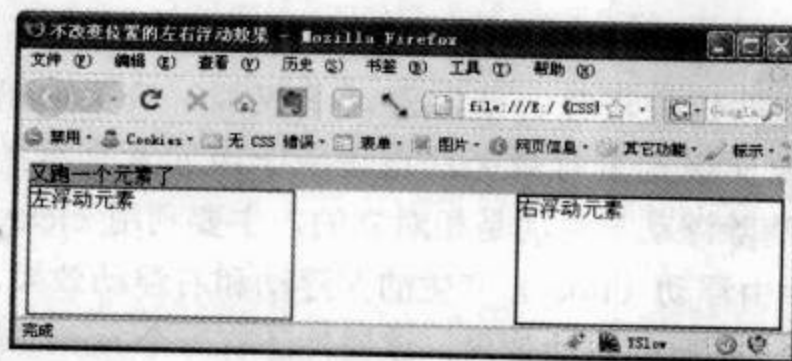 不改变位置的左右浮动效果 - Mozilla Firefox
文件(F) 编辑(E) 查看(V) 历史(S) 书签(B) 工具(T) 帮助(H)
file:///E:/《CSS》 Google
禁用 Cookies 无 CSS 错误 表单 图片 网页信息 其它功能 标示
又跑一个元素了
左浮动元素 右浮动元素
完成 YSlow